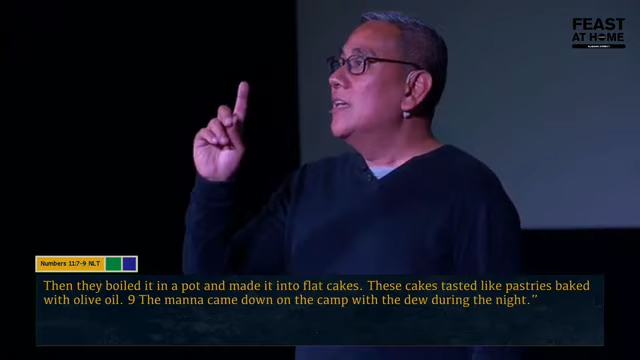 FEAST
AT HOME
Numbers 11:7-9 NLT
Then they boiled it in a pot and made it into flat cakes. These cakes tasted like pastries baked
with olive oil. 9 The manna came down on the camp with the dew during the night.”